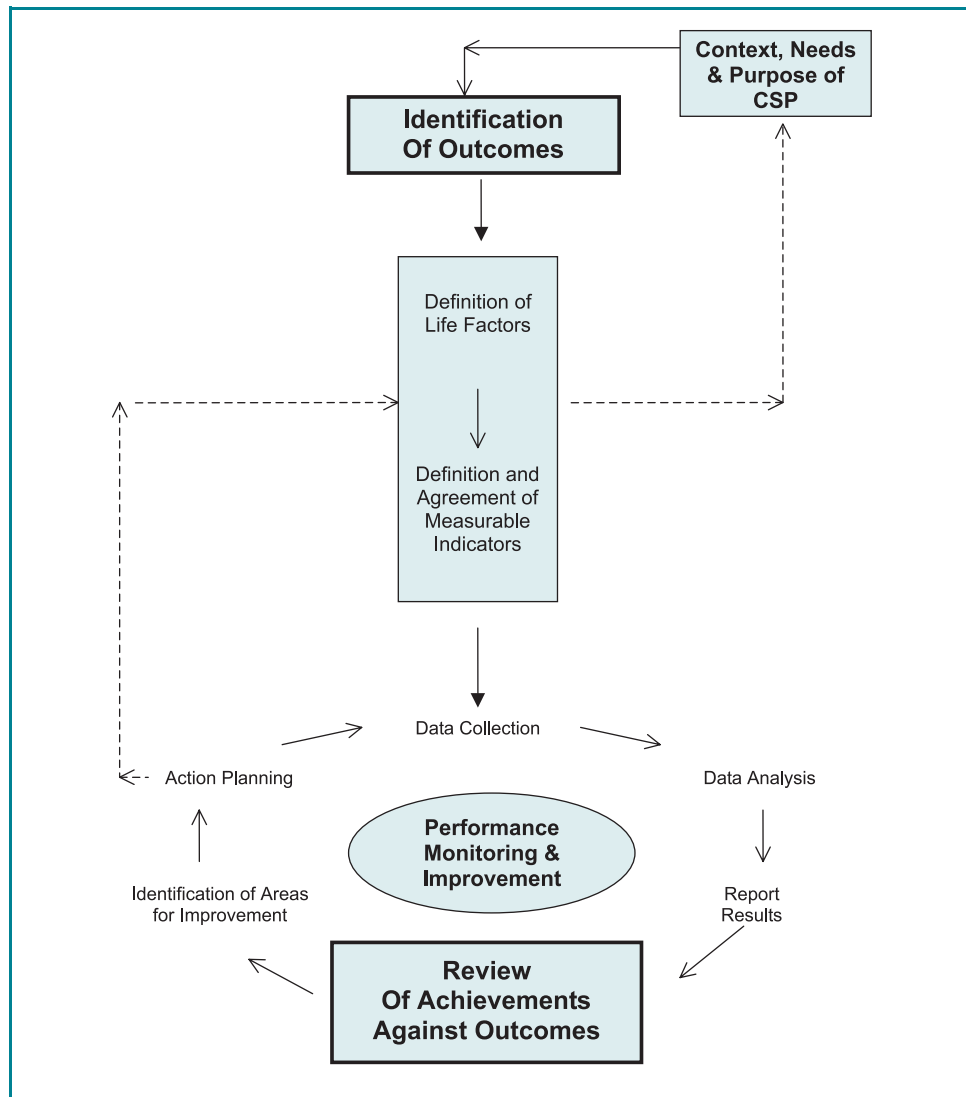 Context, Needs
& Purpose of
CSP
Identification
Of Outcomes
Definition of
Life Factors
Definition and
Agreement of
Measurable
Indicators
Data Collection
Action Planning
Data Analysis
Performance
Monitoring &
Improvement
Identification of Areas
for Improvement
Report
Results
Review
Of Achievements
Against Outcomes